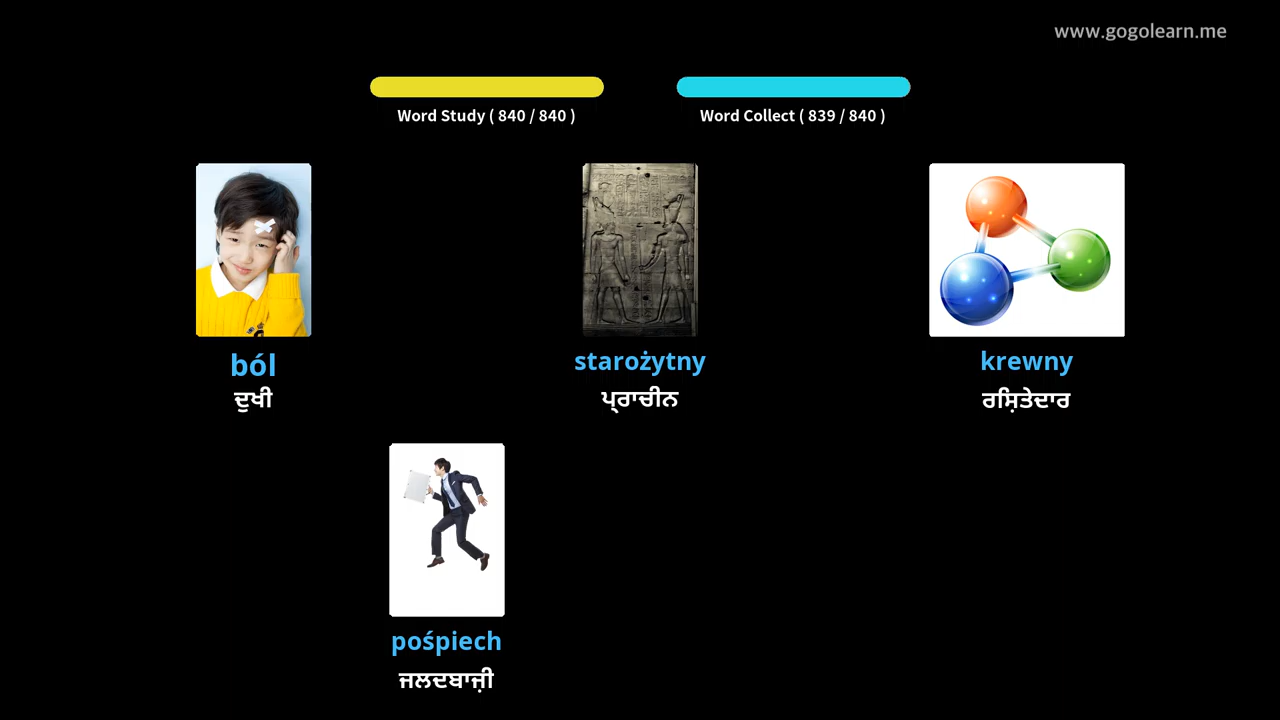 www.gogolearn.me
Word Study ( 840 / 840 )
Word Collect ( 839 / 840 )
ból
ਦੁਖੀ
starożytny
ਪ੍ਰਾਚੀਨ
krewny
ਰਸ਼ਿਤੇਦਾਰ
pośpiech
ਜਲਦਬਾਜ਼ੀ